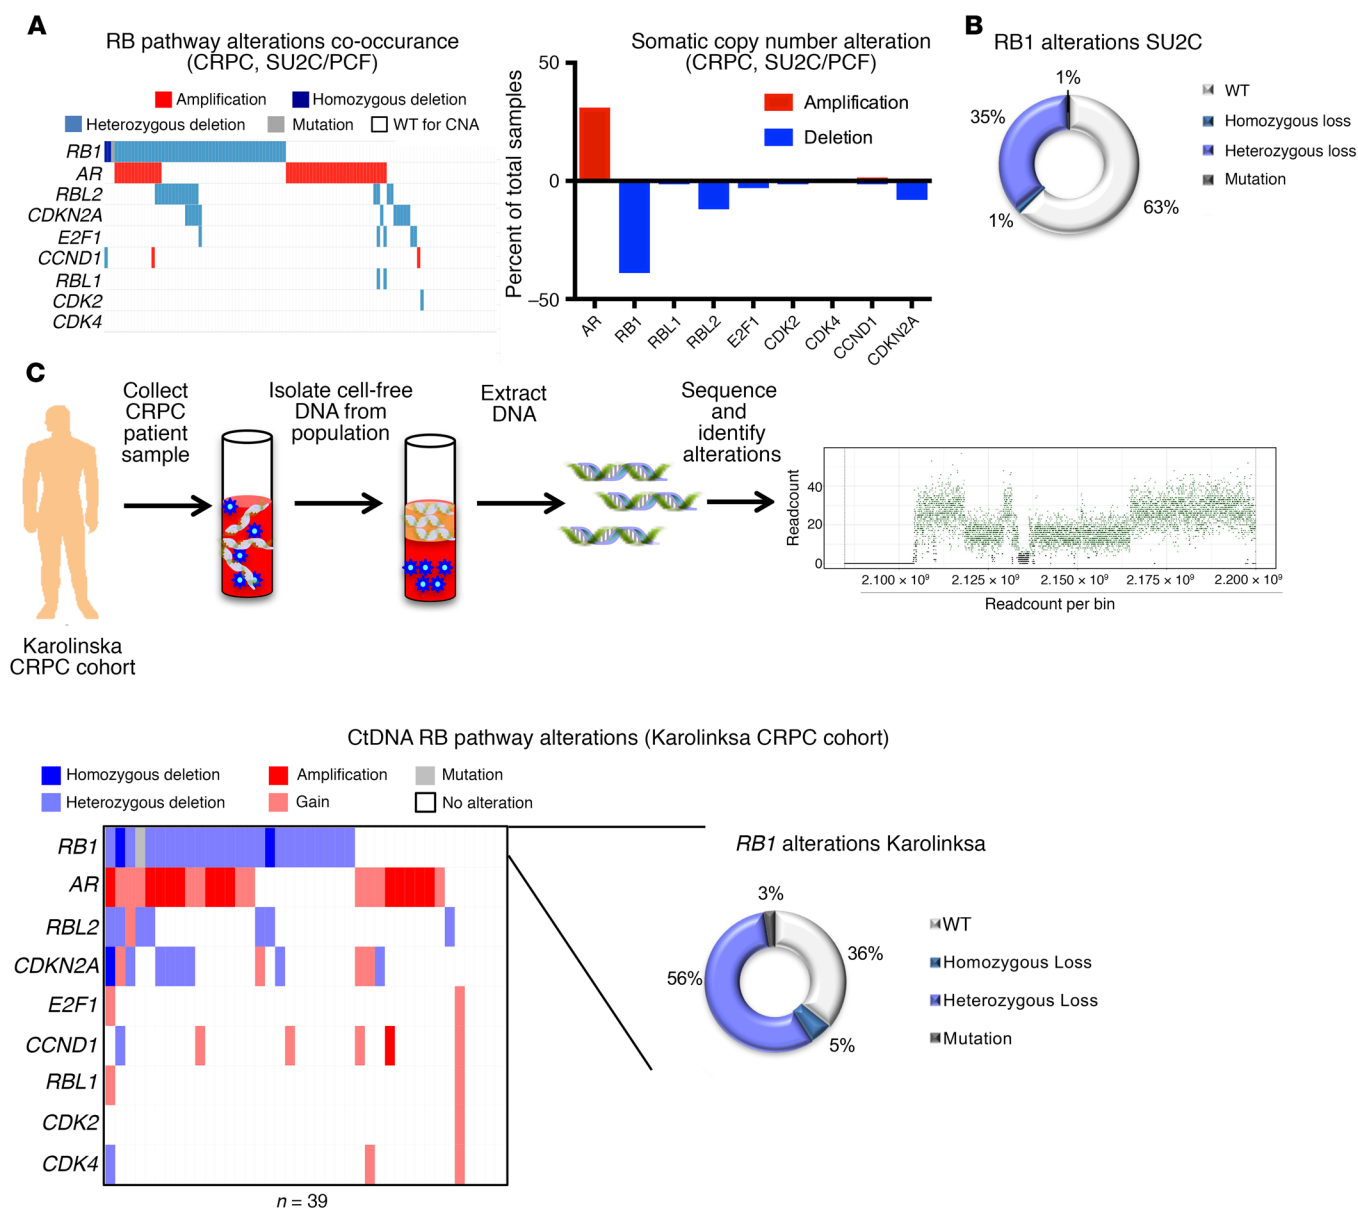 A
RB pathway alterations co-occurance
(CRPC, SU2C/PCF)
Amplification
Homozygous deletion
Heterozygous deletion
Mutation
WT for CNA
RB1
AR
RBL2
CDKN2A
E2F1
CCND1
RBL1
CDK2
CDK4
Somatic copy number alteration
(CRPC, SU2C/PCF)
Amplification
Deletion
Percent of total samples
50
0
–50
AR
RB1
RBL1
RBL2
E2F1
CDK2
CDK4
CCND1
CDKN2A
B
RB1 alterations SU2C
1%
35%
1%
63%
WT
Homozygous loss
Heterozygous loss
Mutation
C
Karolinska
CRPC cohort
Collect
CRPC
patient
sample
Isolate cell-free
DNA from
population
Extract
DNA
Sequence
and
identify
alterations
Readcount
40
20
0
2.100 × 10⁹
2.125 × 10⁹
2.150 × 10⁹
2.175 × 10⁹
2.200 × 10⁹
Readcount per bin
CtDNA RB pathway alterations (Karolinksa CRPC cohort)
Homozygous deletion
Amplification
Mutation
Heterozygous deletion
Gain
No alteration
RB1
AR
RBL2
CDKN2A
E2F1
CCND1
RBL1
CDK2
CDK4
n = 39
RB1 alterations Karolinksa
3%
36%
56%
5%
WT
Homozygous Loss
Heterozygous Loss
Mutation